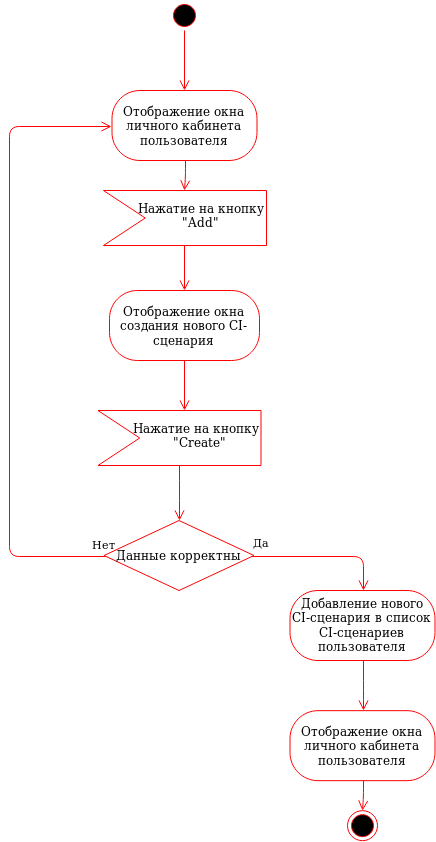 Отображение окна
личного кабинета
пользователя
Нажатие на кнопку
"Add"
Отображение окна
создания нового CI-
сценария
Нажатие на кнопку
"Create"
Нет
Данные корректны
Да
Добавление нового
CI-сценария в список
CI-сценариев
пользователя
Отображение окна
личного кабинета
пользователя